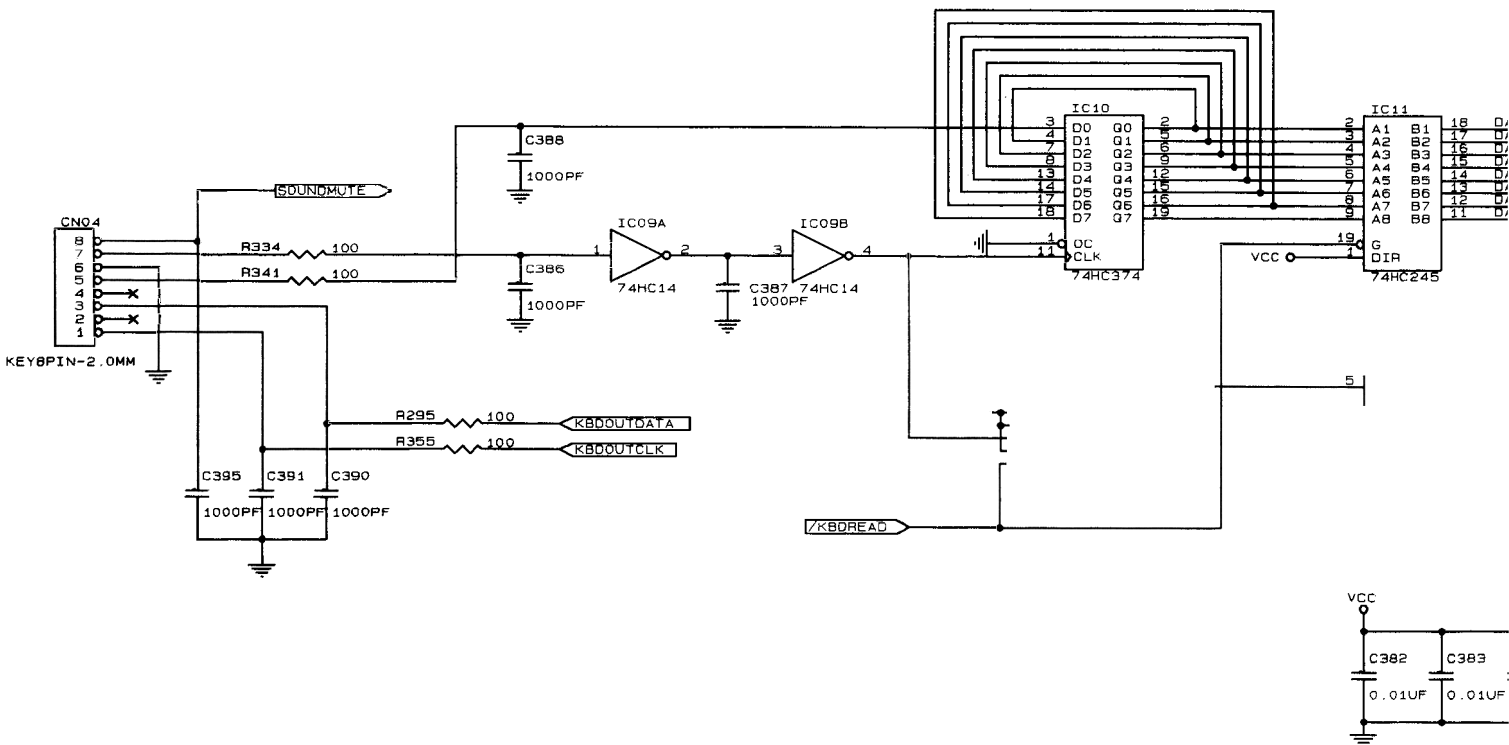 IC10
IC11
3 D0 Q0 2
4 D1 Q1 5
7 D2 Q2 6
8 D3 Q3 9
13 D4 Q4 12
14 D5 Q5 15
17 D6 Q6 16
18 D7 Q7 19
1 OC
11 CLK
74HC374
2 A1 B1 18
3 A2 B2 17
4 A3 B3 16
5 A4 B4 15
6 A5 B5 14
7 A6 B6 13
8 A7 B7 12
9 A8 B8 11
19 G
VCC 1 DIR
74HC245
C388
1000PF
SOUNDMUTE
CN04
8
7
6
5
4
3
2
1
KEY8PIN-2.0MM
R334 100
R341 100
C386
1000PF
IC09A
1 2
74HC14
C387
1000PF
IC09B
3 4
74HC14
5
R295 100 KBDOUTDATA
R355 100 KBDOUTCLK
C395 C391 C390
1000PF 1000PF 1000PF
/KBDREAD
VCC
C382 C383
0.01UF 0.01UF